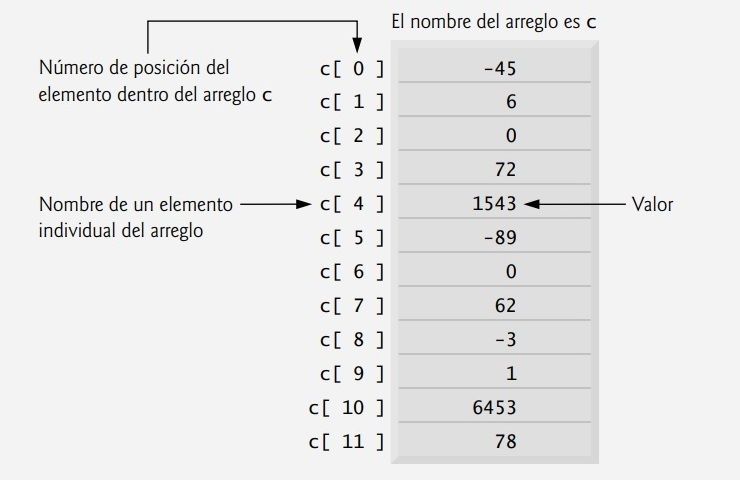 El nombre del arreglo es c
Número de posición del
elemento dentro del arreglo c
c[ 0 ] -45
c[ 1 ] 6
c[ 2 ] 0
c[ 3 ] 72
Nombre de un elemento
individual del arreglo
c[ 4 ] 1543
Valor
c[ 5 ] -89
c[ 6 ] 0
c[ 7 ] 62
c[ 8 ] -3
c[ 9 ] 1
c[ 10 ] 6453
c[ 11 ] 78